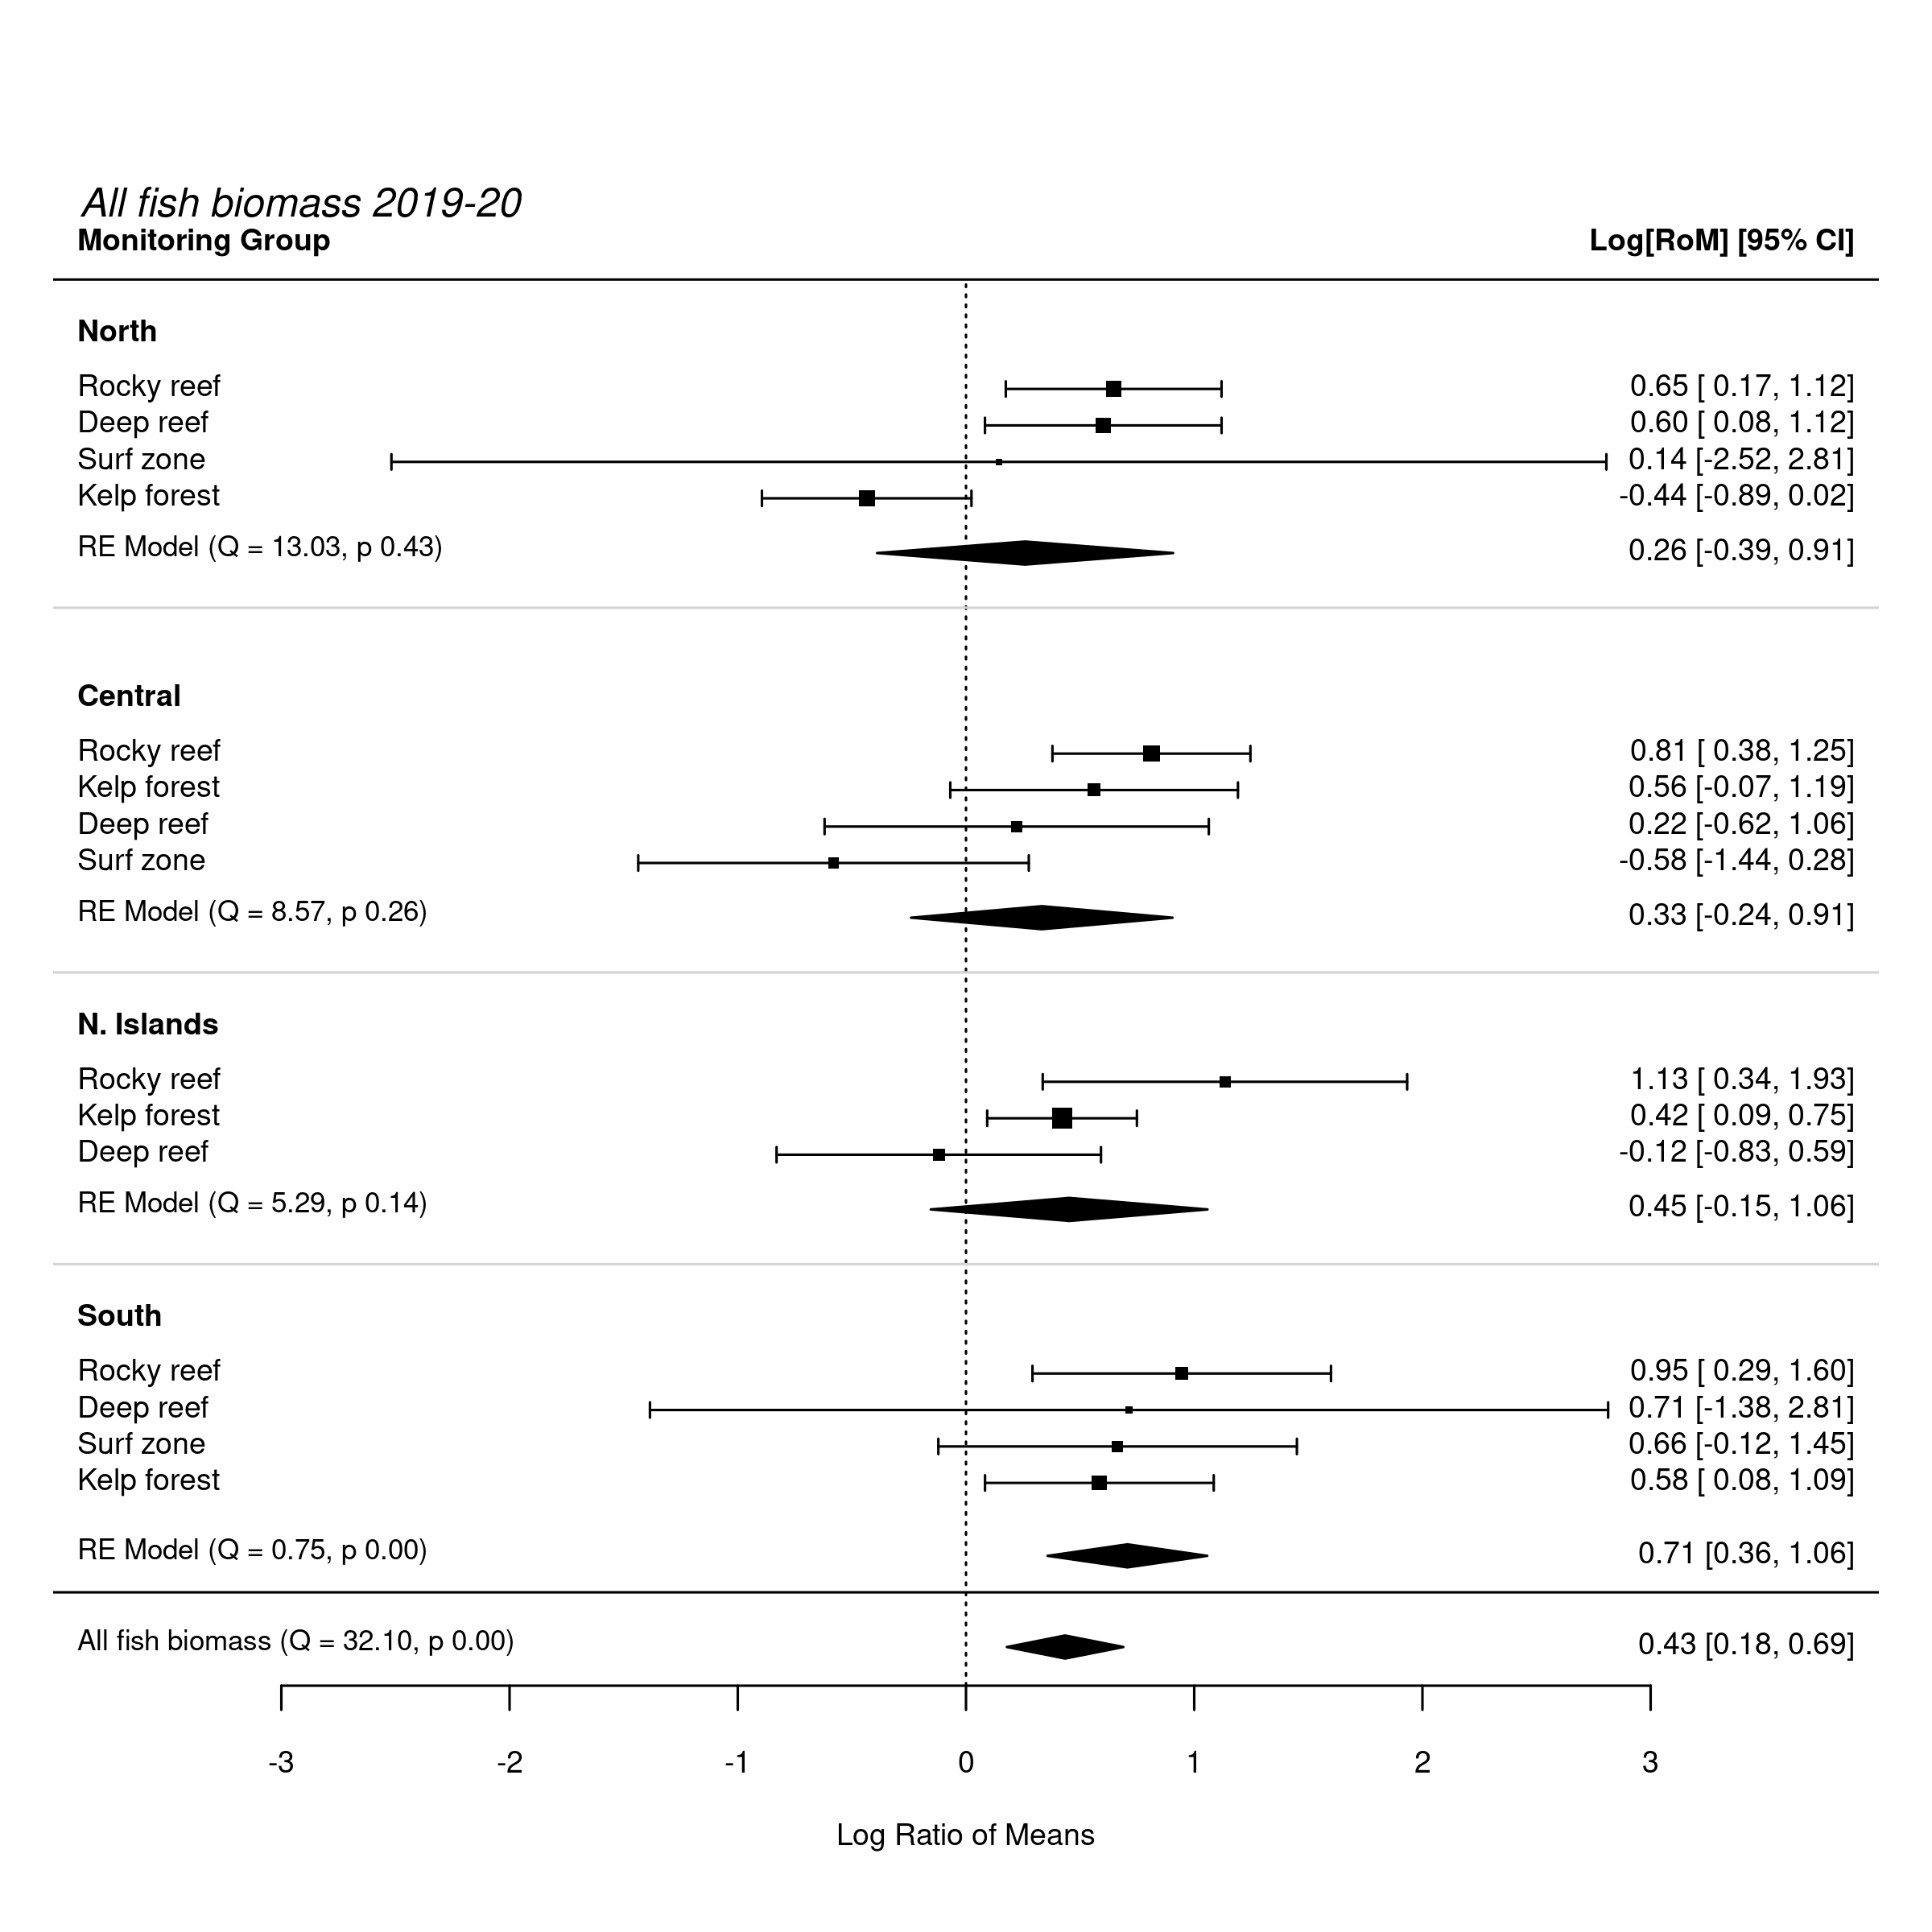 All fish biomass 2019-20
Monitoring Group Log[RoM] [95% CI]
North
Rocky reef 0.65 [ 0.17, 1.12]
Deep reef 0.60 [ 0.08, 1.12]
Surf zone 0.14 [-2.52, 2.81]
Kelp forest -0.44 [-0.89, 0.02]
RE Model (Q = 13.03, p 0.43) 0.26 [-0.39, 0.91]
Central
Rocky reef 0.81 [ 0.38, 1.25]
Kelp forest 0.56 [-0.07, 1.19]
Deep reef 0.22 [-0.62, 1.06]
Surf zone -0.58 [-1.44, 0.28]
RE Model (Q = 8.57, p 0.26) 0.33 [-0.24, 0.91]
N. Islands
Rocky reef 1.13 [ 0.34, 1.93]
Kelp forest 0.42 [ 0.09, 0.75]
Deep reef -0.12 [-0.83, 0.59]
RE Model (Q = 5.29, p 0.14) 0.45 [-0.15, 1.06]
South
Rocky reef 0.95 [ 0.29, 1.60]
Deep reef 0.71 [-1.38, 2.81]
Surf zone 0.66 [-0.12, 1.45]
Kelp forest 0.58 [ 0.08, 1.09]
RE Model (Q = 0.75, p 0.00) 0.71 [0.36, 1.06]
All fish biomass (Q = 32.10, p 0.00) 0.43 [0.18, 0.69]
-3 -2 -1 0 1 2 3
Log Ratio of Means